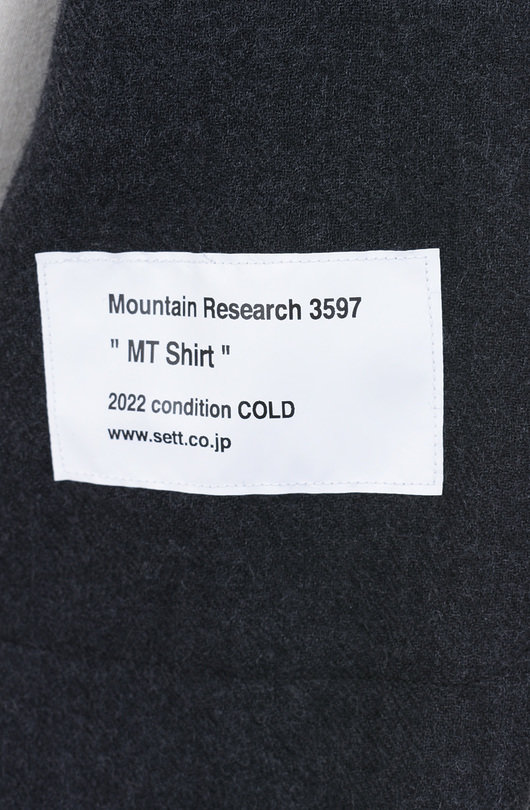 Mountain Research 3597
" MT Shirt "
2022 condition COLD
www.sett.co.jp